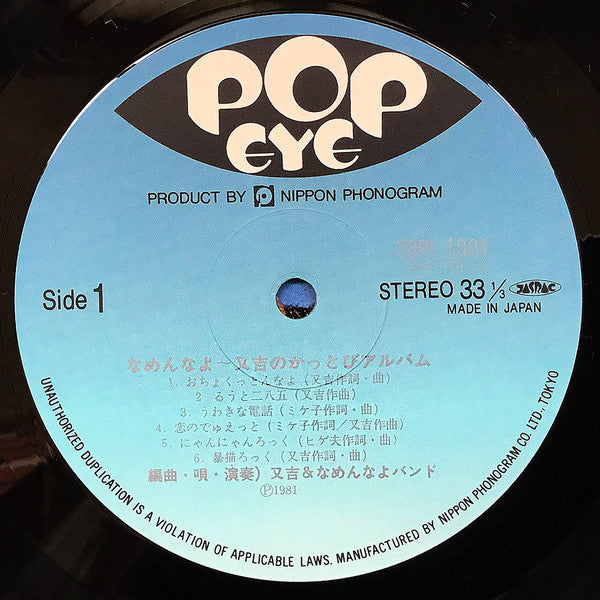 POP
EYE
PRODUCT BY NIPPON PHONOGRAM
Side 1
STEREO 33 1/3 JASRAC
MADE IN JAPAN
なめんなよ〜又吉のかっとびアルバム
1. おちょくっとんなよ (又吉作詞・曲)
2. るうと二八五 (又吉作曲)
3. うわきな電話 (ミケ子作詞・曲)
4. 恋のでゅえっと (ミケ子作詞/又吉作曲)
5. にゃんにゃんろっく (ヒゲ夫作詞・曲)
6. 暴猫ろっく (又吉作詞・曲)
編曲・唄・演奏) 又吉&なめんなよバンド
Ⓟ1981
UNAUTHORIZED DUPLICATION IS A VIOLATION OF APPLICABLE LAWS. MANUFACTURED BY NIPPON PHONOGRAM CO. LTD., TOKYO